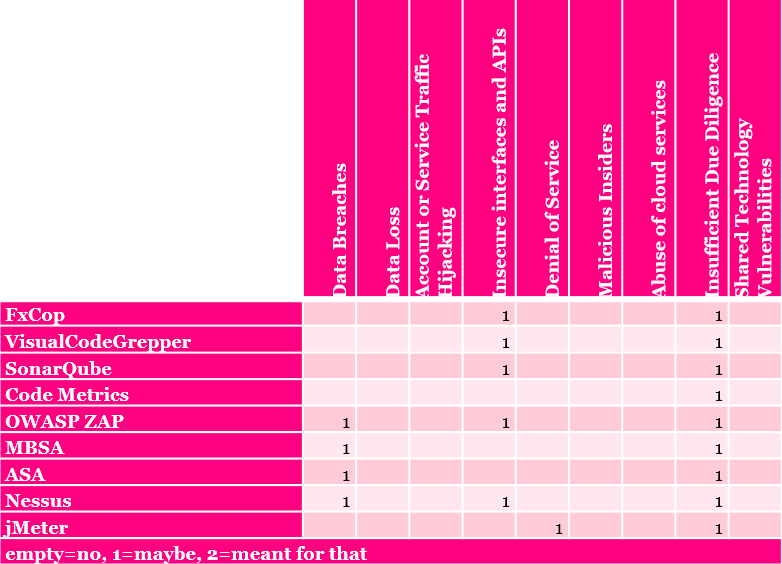 Data Breaches
Data Loss
Account or Service Traffic
Hijacking
Insecure interfaces and APIs
Denial of Service
Malicious Insiders
Abuse of cloud services
Insufficient Due Diligence
Shared Technology
Vulnerabilities
FxCop 1 1
VisualCodeGrepper 1 1
SonarQube 1 1
Code Metrics 1
OWASP ZAP 1 1 1
MBSA 1 1
ASA 1 1
Nessus 1 1 1
jMeter 1 1
empty=no, 1=maybe, 2=meant for that